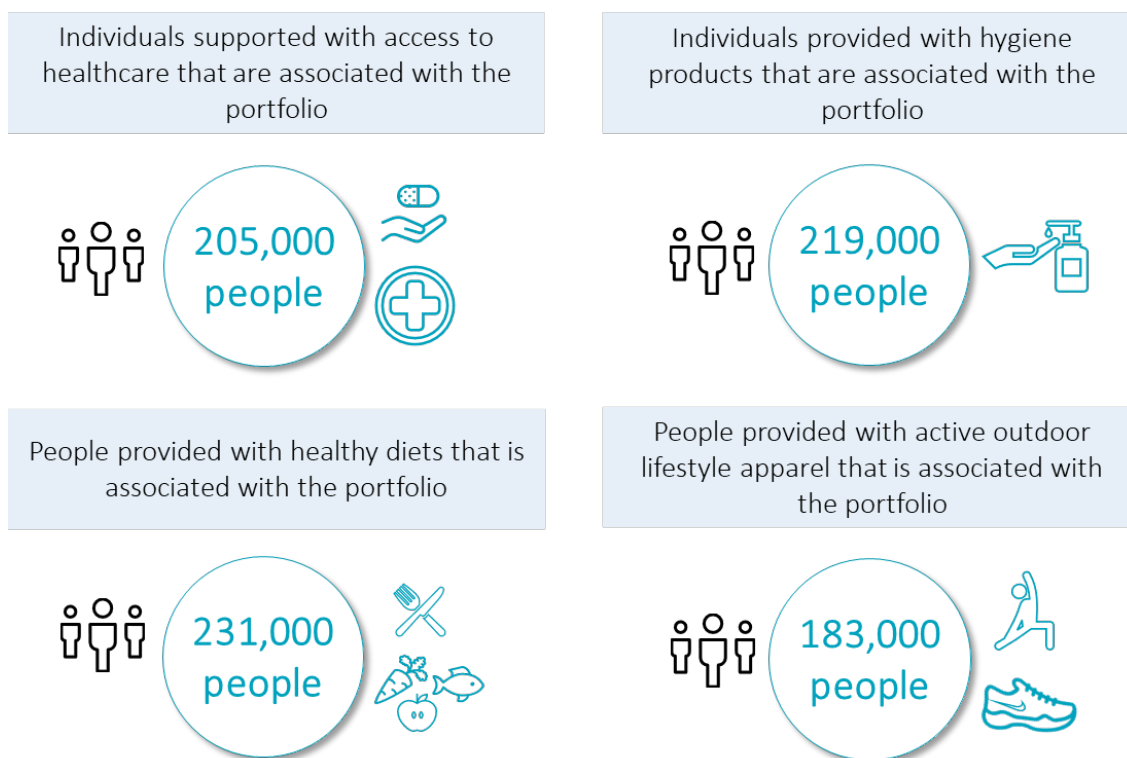 Individuals supported with access to
healthcare that are associated with the
portfolio
Individuals provided with hygiene
products that are associated with the
portfolio
205,000
people
219,000
people
People provided with healthy diets that is
associated with the portfolio
People provided with active outdoor
lifestyle apparel that is associated with
the portfolio
231,000
people
183,000
people